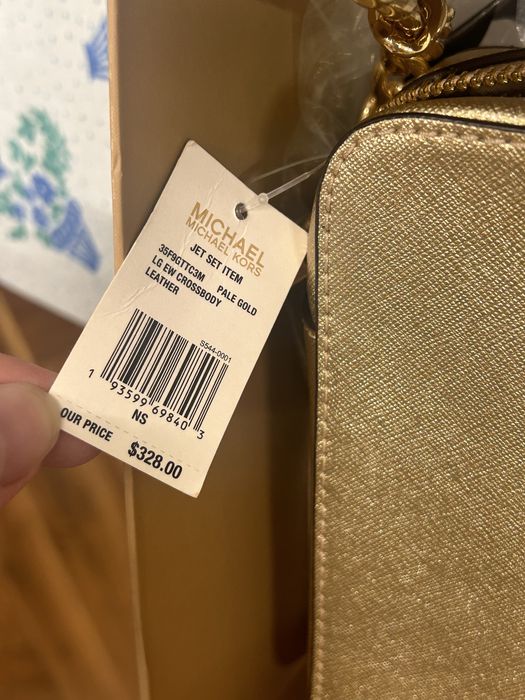 MICHAEL
MICHAEL KORS
JET SET ITEM
35F9GTTC3M PALE GOLD
LG EW CROSSBODY
LEATHER
S544-0001
1 93599 69840 3
NS
OUR PRICE $328.00